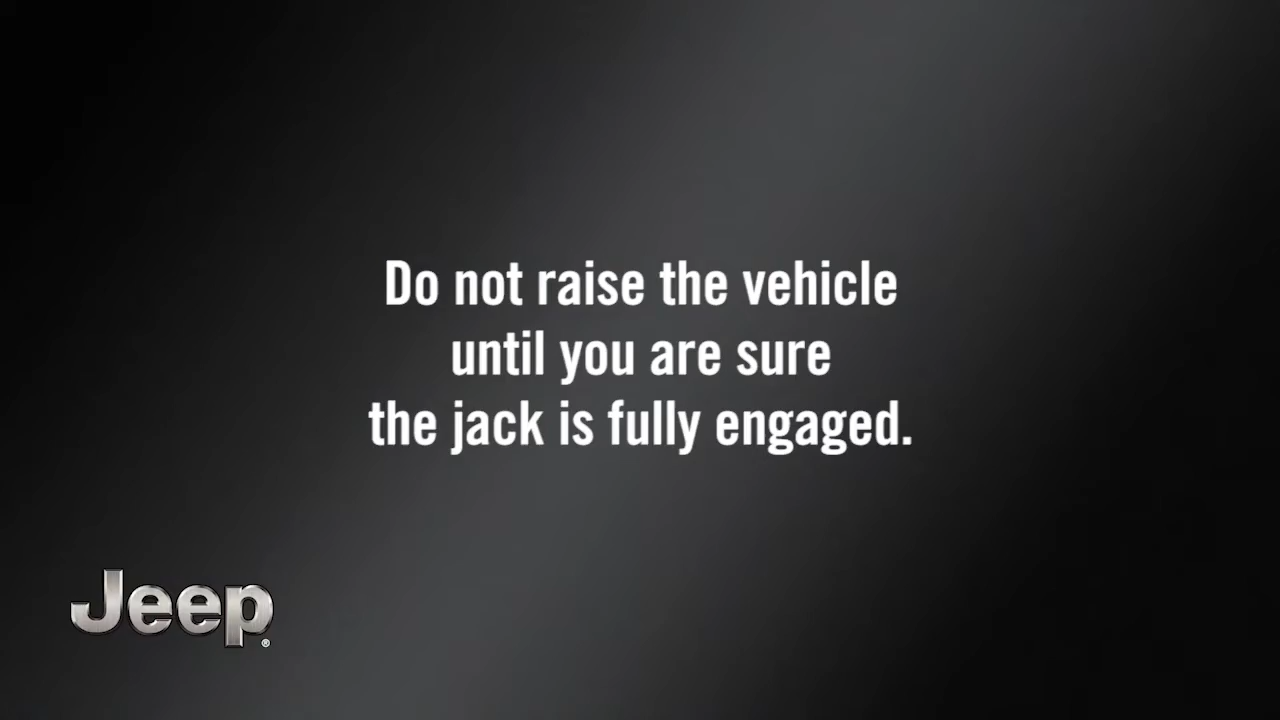 Do not raise the vehicle
until you are sure
the jack is fully engaged.
Jeep®